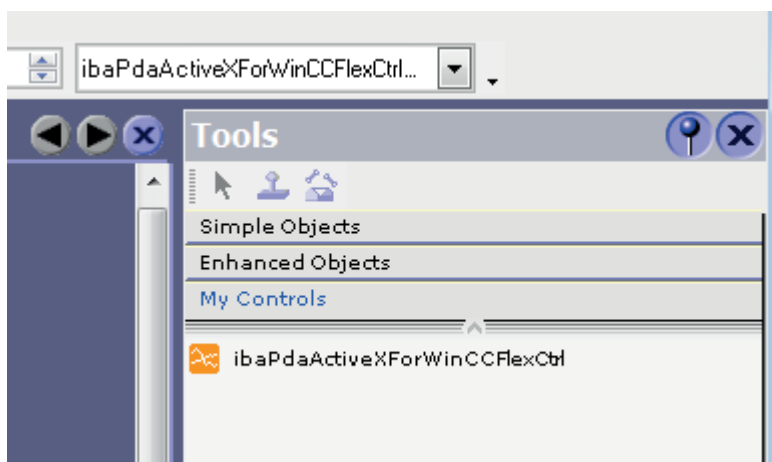 ibaPdaActiveXForWinCCFlexCtrl...
Tools
Simple Objects
Enhanced Objects
My Controls
ibaPdaActiveXForWinCCFlexCtrl